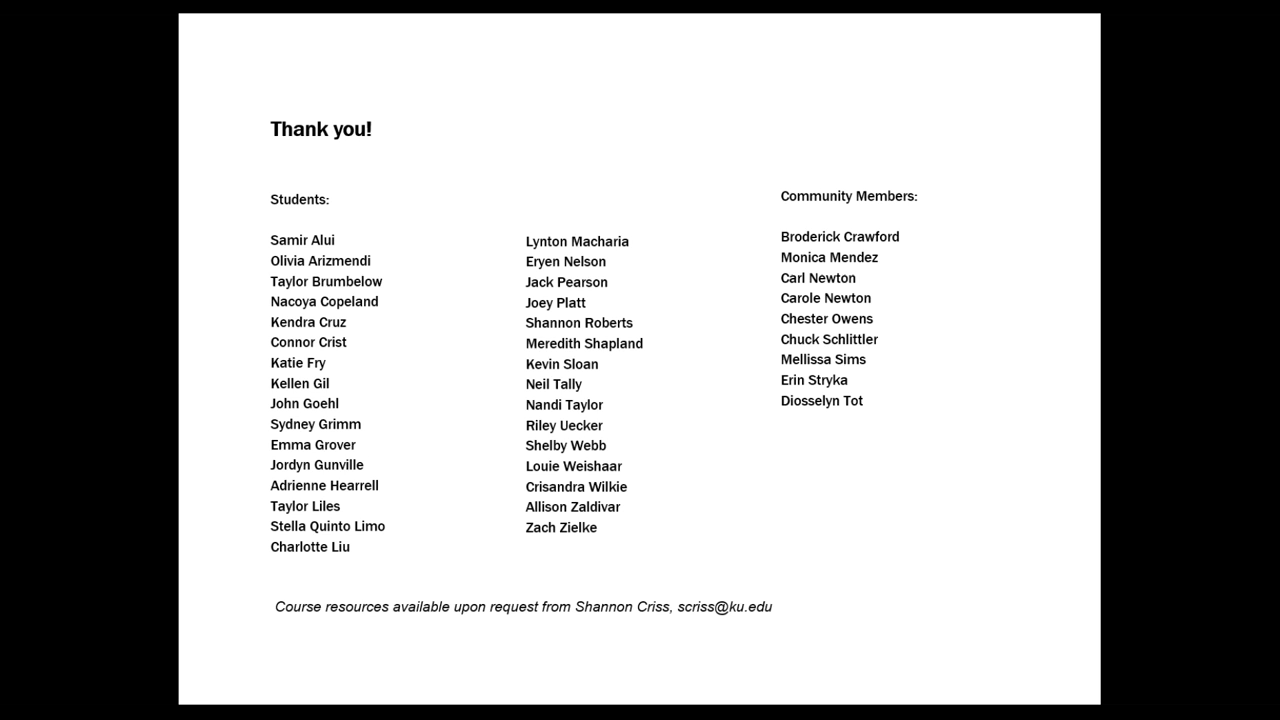 Thank you!
Students:
Samir Alui
Olivia Arizmendi
Taylor Brumbelow
Nacoya Copeland
Kendra Cruz
Connor Crist
Katie Fry
Kellen Gil
John Goehl
Sydney Grimm
Emma Grover
Jordyn Gunville
Adrienne Hearrell
Taylor Liles
Stella Quinto Limo
Charlotte Liu
Lynton Macharia
Eryen Nelson
Jack Pearson
Joey Platt
Shannon Roberts
Meredith Shapland
Kevin Sloan
Neil Tally
Nandi Taylor
Riley Uecker
Shelby Webb
Louie Weishaar
Crisandra Wilkie
Allison Zaldivar
Zach Zielke
Community Members:
Broderick Crawford
Monica Mendez
Carl Newton
Carole Newton
Chester Owens
Chuck Schlittler
Mellissa Sims
Erin Stryka
Diosselyn Tot
Course resources available upon request from Shannon Criss, scriss@ku.edu